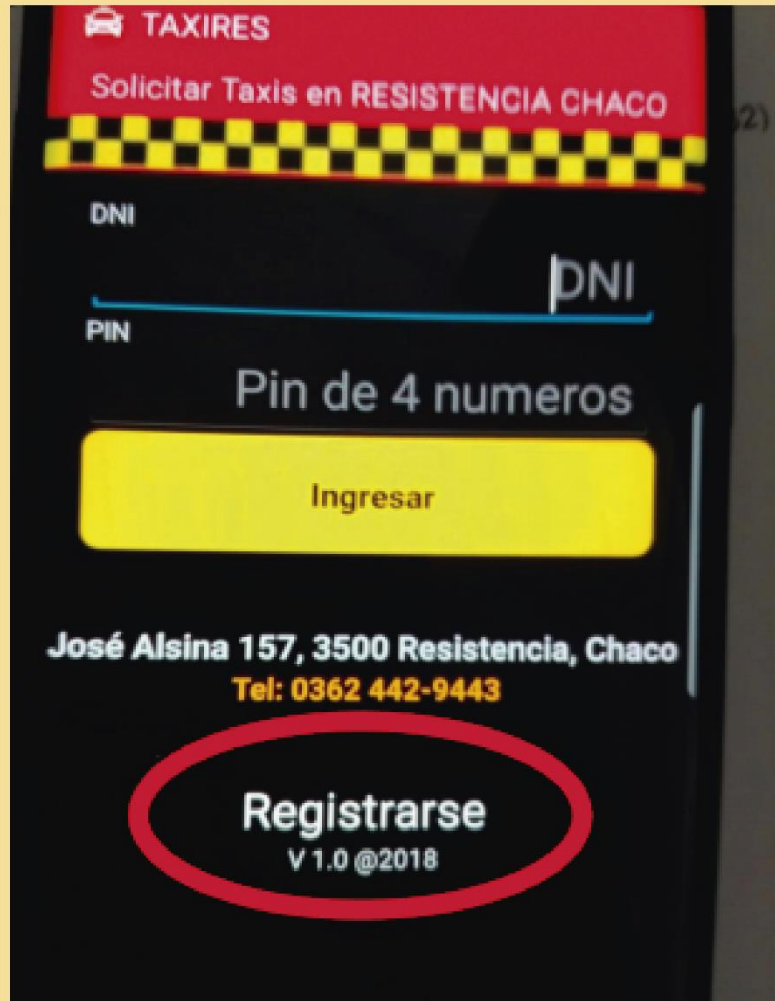 TAXIRES
Solicitar Taxis en RESISTENCIA CHACO
32)
DNI
DNI
PIN
Pin de 4 numeros
Ingresar
José Alsina 157, 3500 Resistencia, Chaco
Tel: 0362 442-9443
Registrarse
V 1.0 @2018